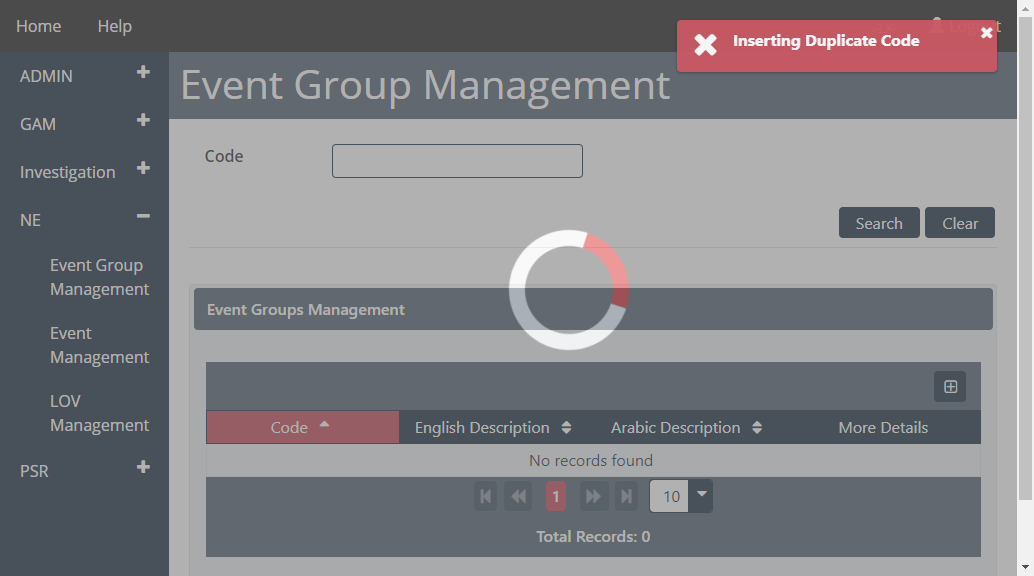 Home
Help
Logout
Inserting Duplicate Code
ADMIN
GAM
Investigation
NE
Event Group
Management
Event
Management
LOV
Management
PSR
Event Group Management
Code
Search
Clear
Event Groups Management
Code
English Description
Arabic Description
More Details
No records found
1
10
Total Records: 0